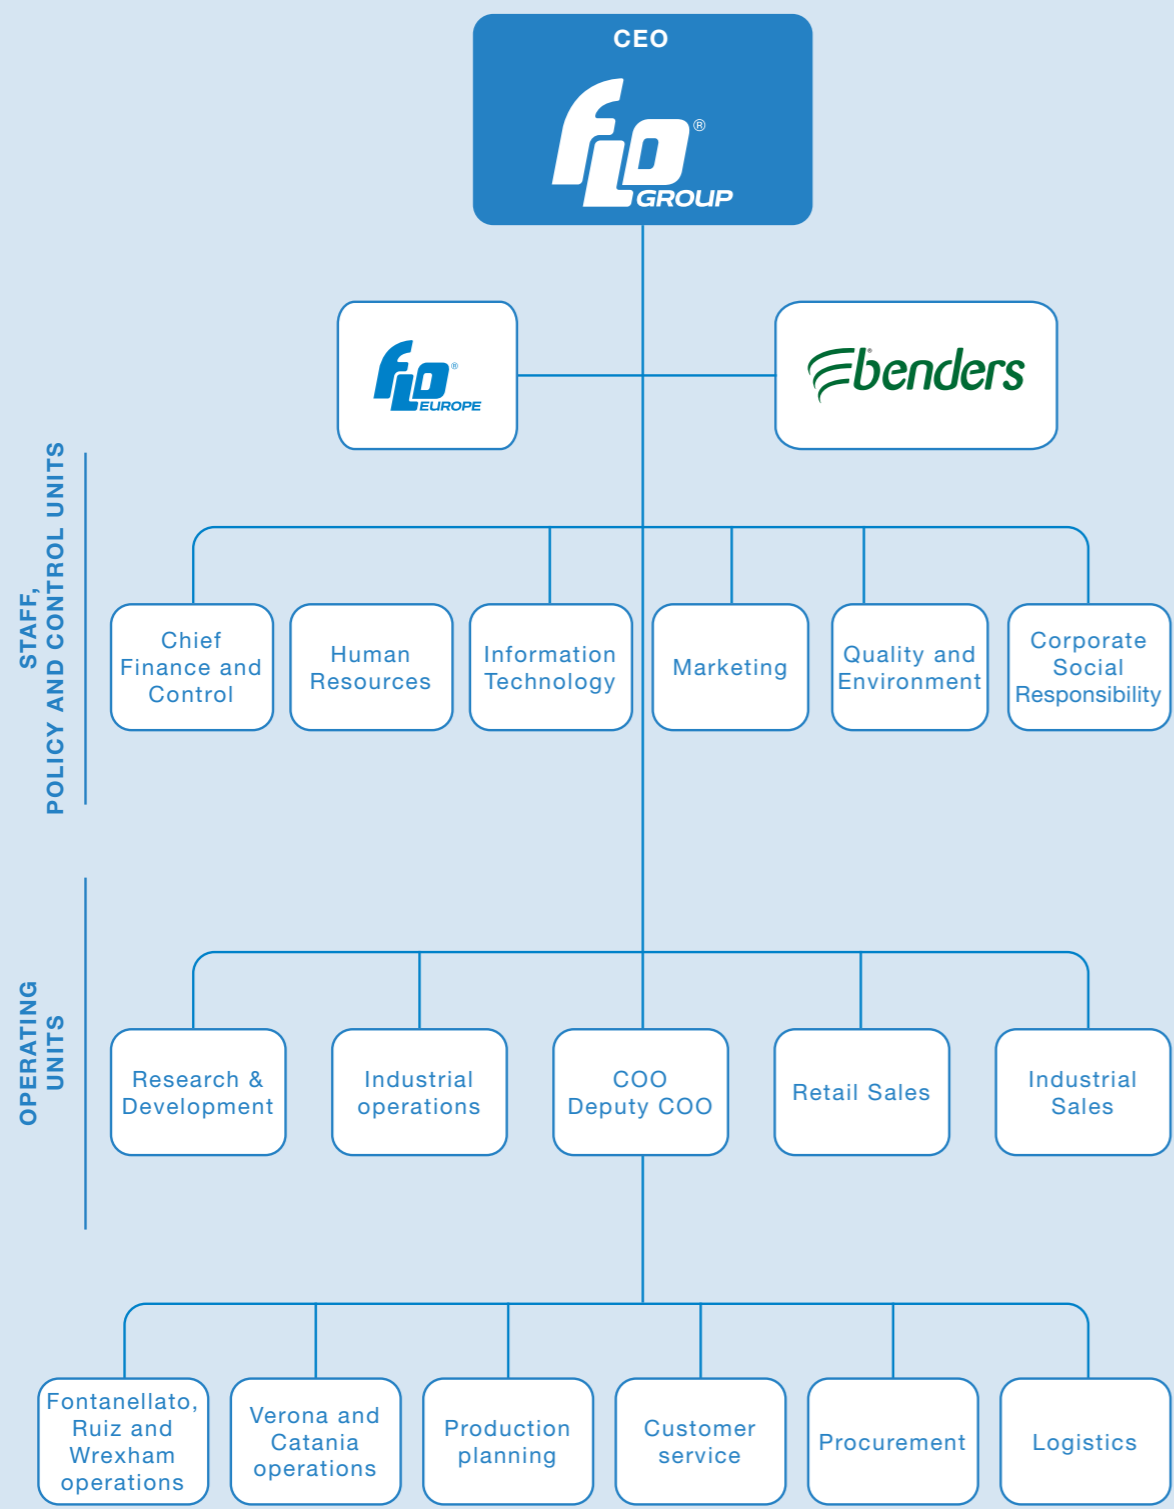 CEO
FLO®
GROUP
FLO®
EUROPE
benders®
STAFF,
POLICY AND CONTROL UNITS
Chief
Finance and
Control
Human
Resources
Information
Technology
Marketing
Quality and
Environment
Corporate
Social
Responsibility
OPERATING
UNITS
Research &
Development
Industrial
operations
COO
Deputy COO
Retail Sales
Industrial
Sales
Fontanellato,
Ruiz and
Wrexham
operations
Verona and
Catania
operations
Production
planning
Customer
service
Procurement
Logistics